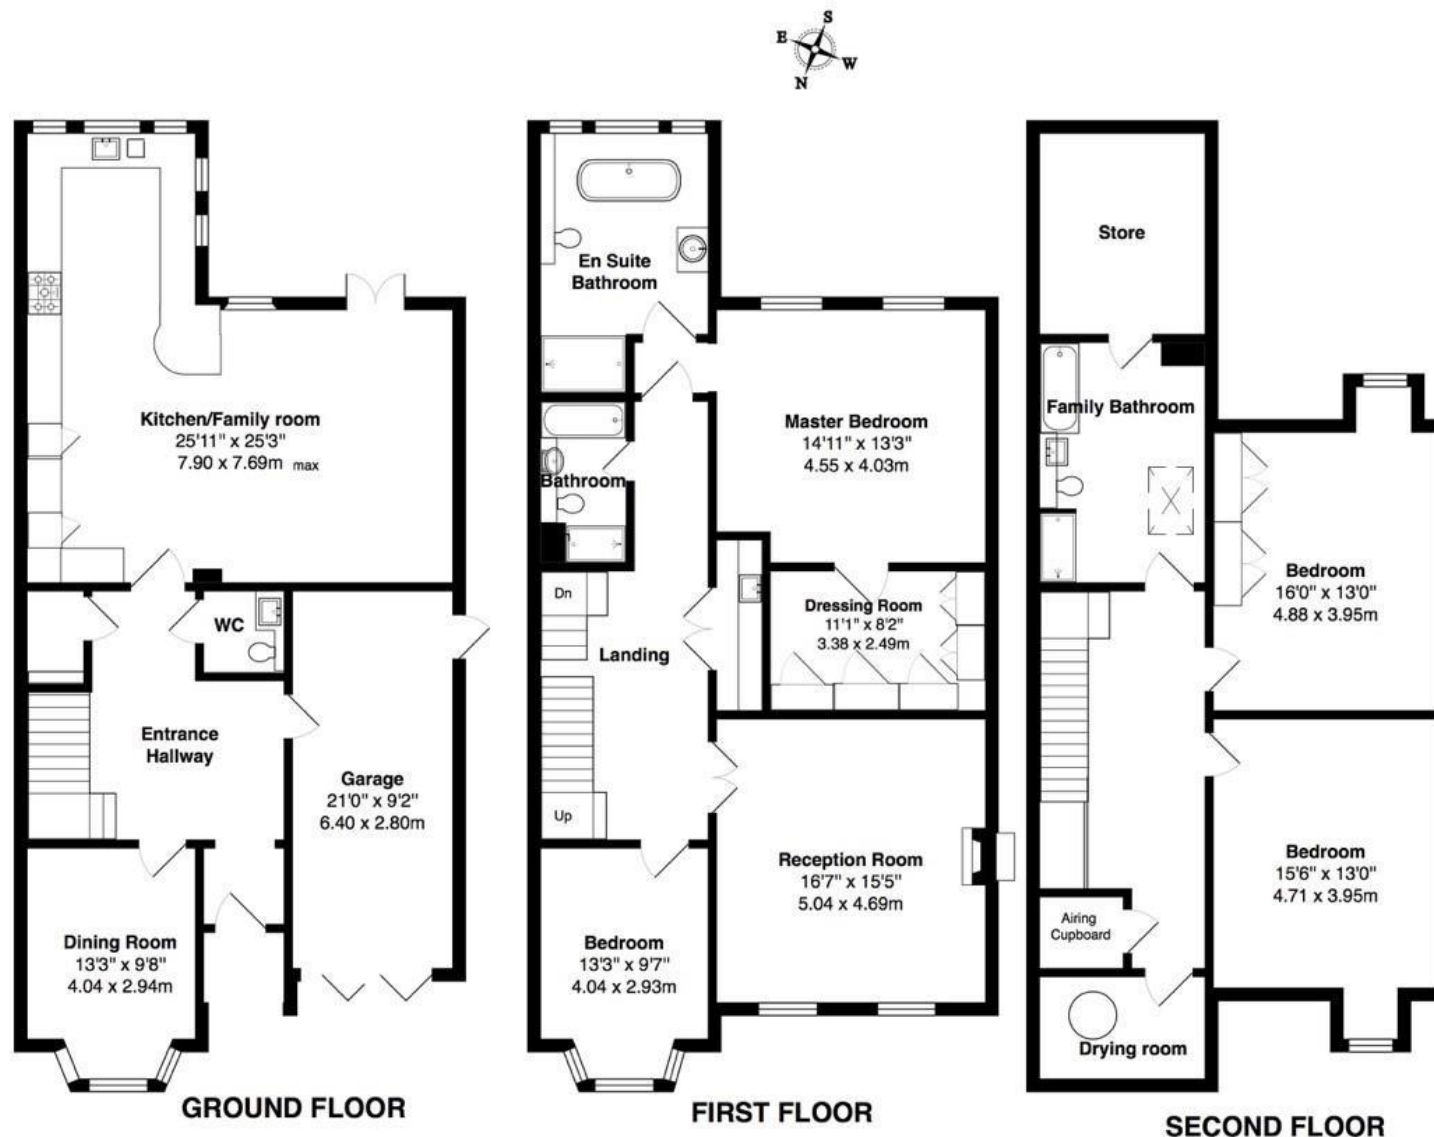 S
E
W
N
Kitchen/Family room
25'11" x 25'3"
7.90 x 7.69m max
WC
Entrance
Hallway
Garage
21'0" x 9'2"
6.40 x 2.80m
Dining Room
13'3" x 9'8"
4.04 x 2.94m
GROUND FLOOR
En Suite
Bathroom
Master Bedroom
14'11" x 13'3"
4.55 x 4.03m
Bathroom
Dn
Landing
Dressing Room
11'1" x 8'2"
3.38 x 2.49m
Up
Reception Room
16'7" x 15'5"
5.04 x 4.69m
Bedroom
13'3" x 9'7"
4.04 x 2.93m
FIRST FLOOR
Store
Family Bathroom
Bedroom
16'0" x 13'0"
4.88 x 3.95m
Bedroom
15'6" x 13'0"
4.71 x 3.95m
Airing
Cupboard
Drying room
SECOND FLOOR